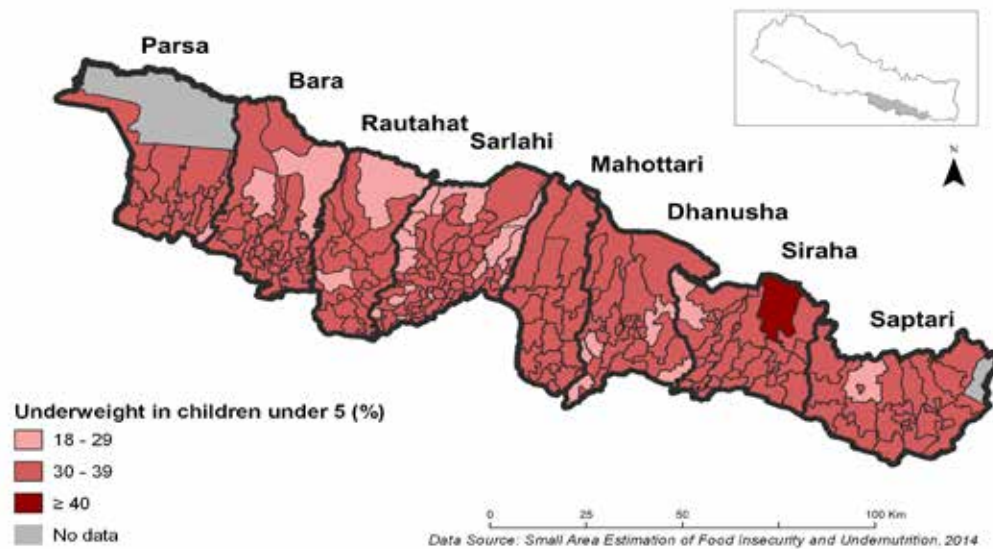 Parsa
Bara
Rautahat
Sarlahi
Mahottari
Dhanusha
Siraha
Saptari
N
Underweight in children under 5 (%)
18 - 29
30 - 39
≥ 40
No data
0 25 50 100 Km
Data Source: Small Area Estimation of Food Insecurity and Undernutrition, 2014